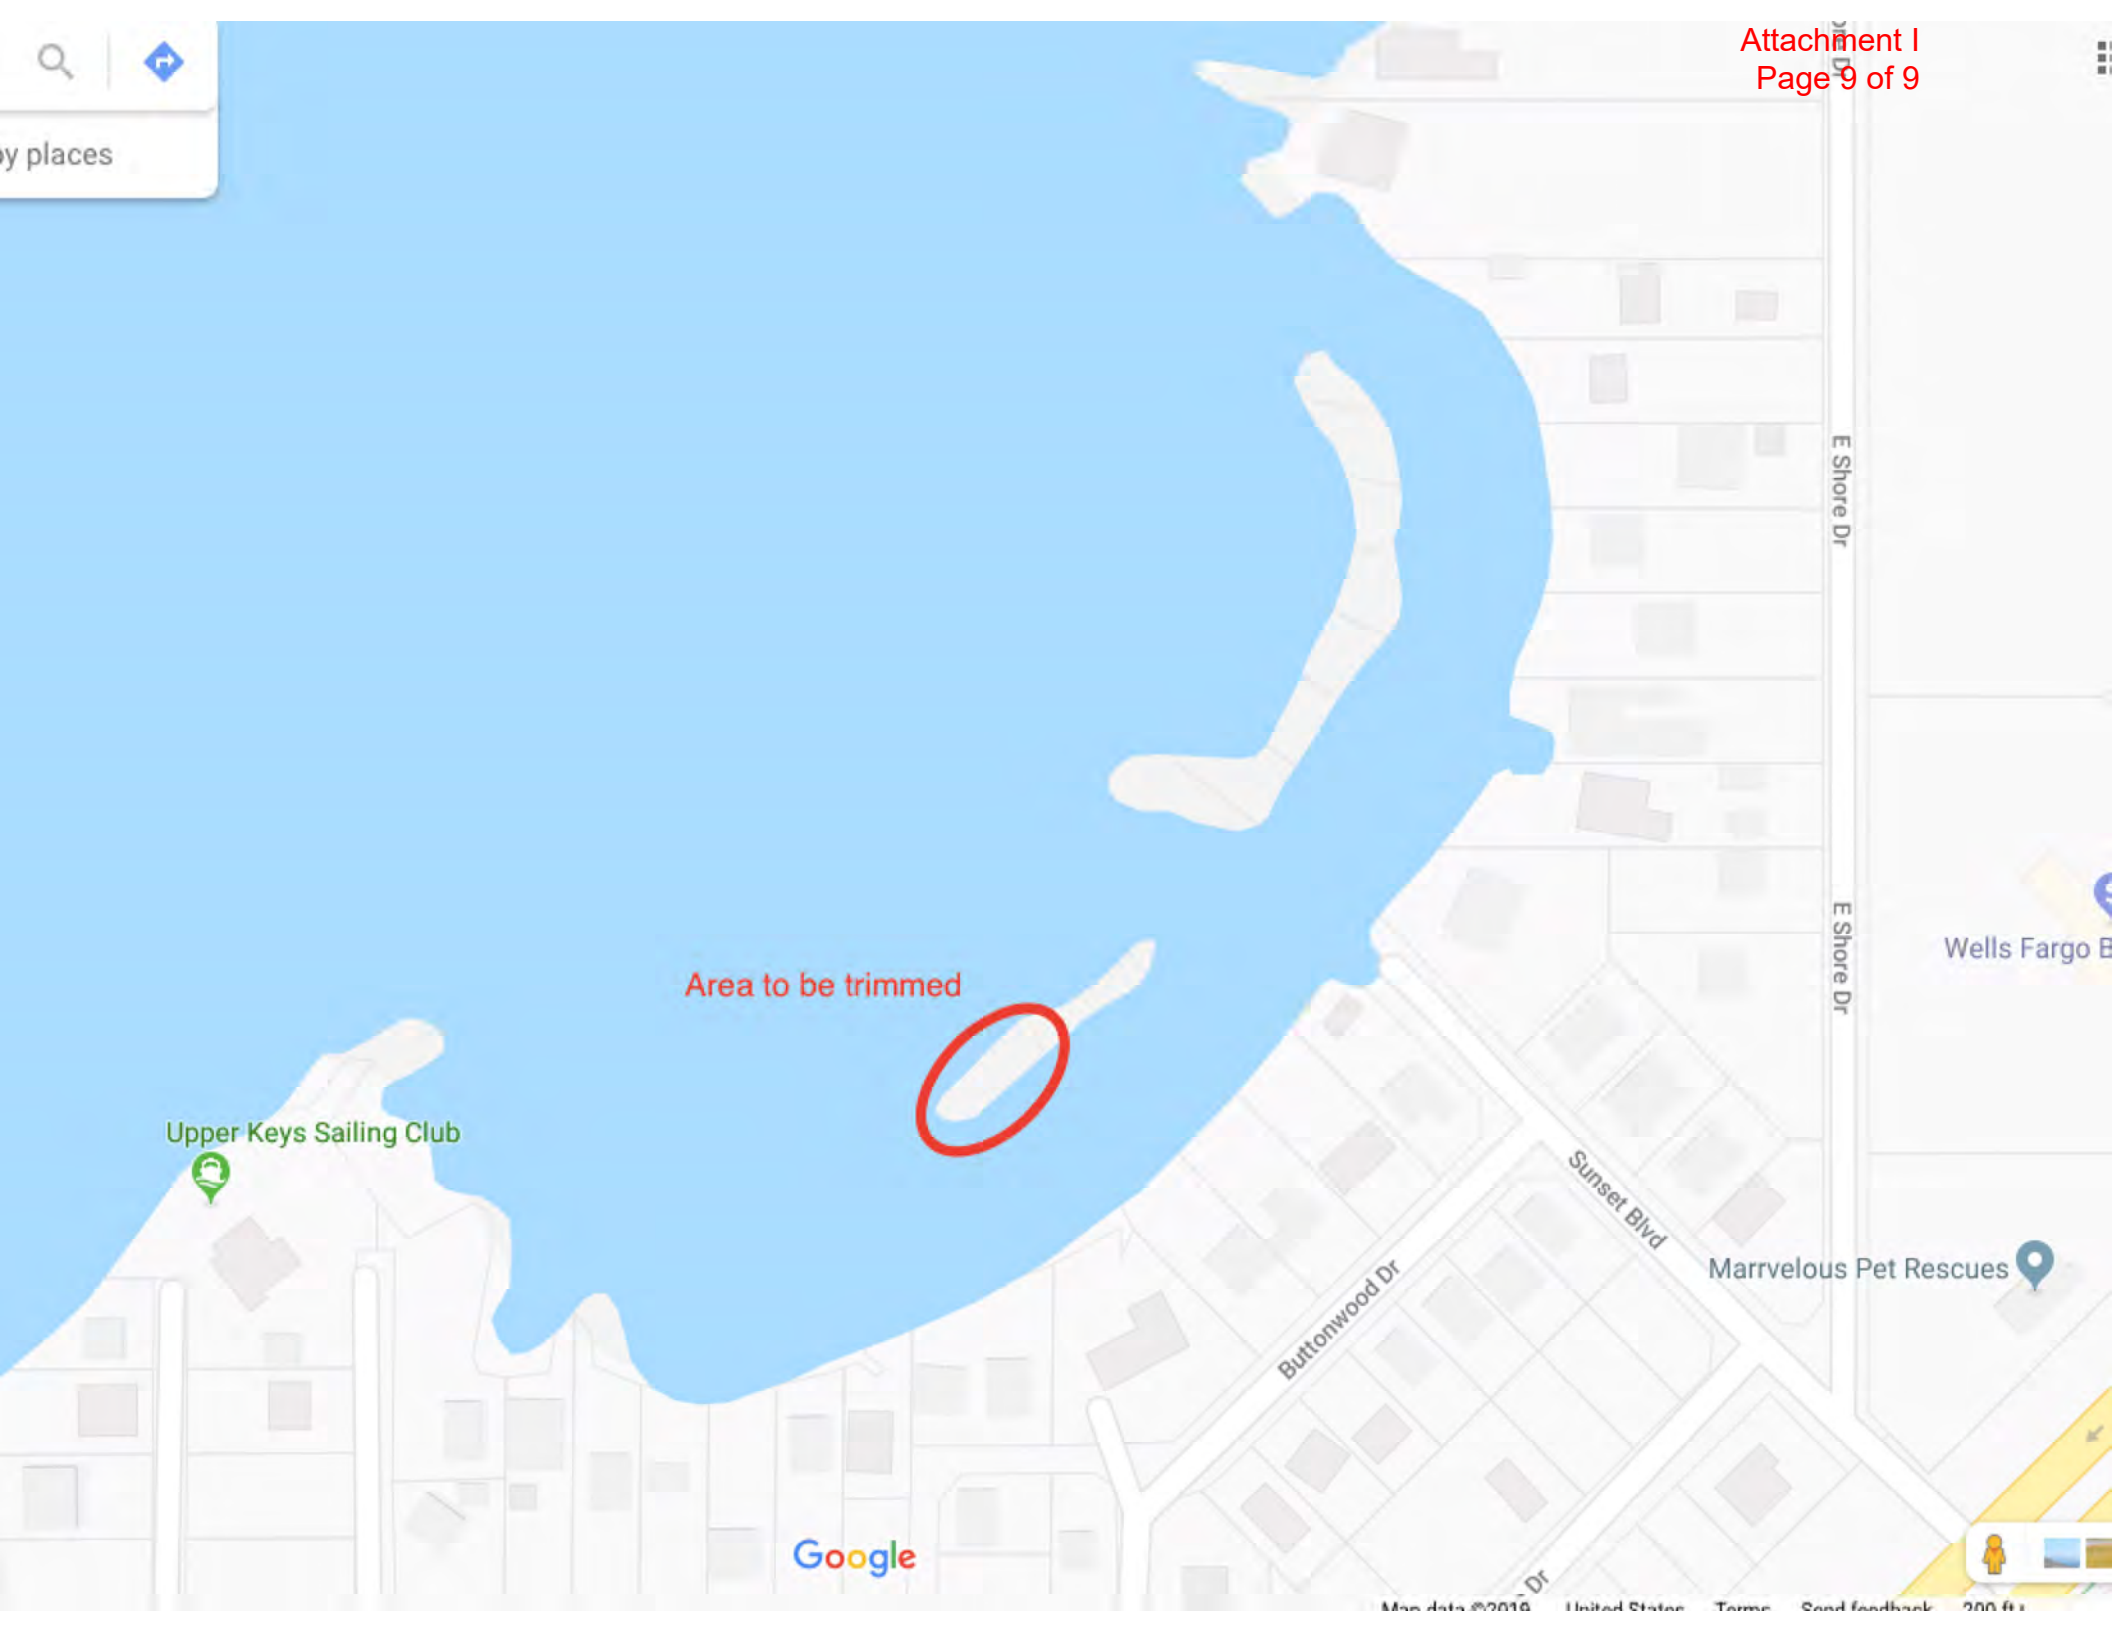 Attachment I
Page 9 of 9
places
E Shore Dr
Wells Fargo
Area to be trimmed
E Shore Dr
Upper Keys Sailing Club
Sunset Blvd
Marrvelous Pet Rescues
Buttonwood Dr
Google
Dr
Map data ©2019 United States Terms Send feedback 200 ft